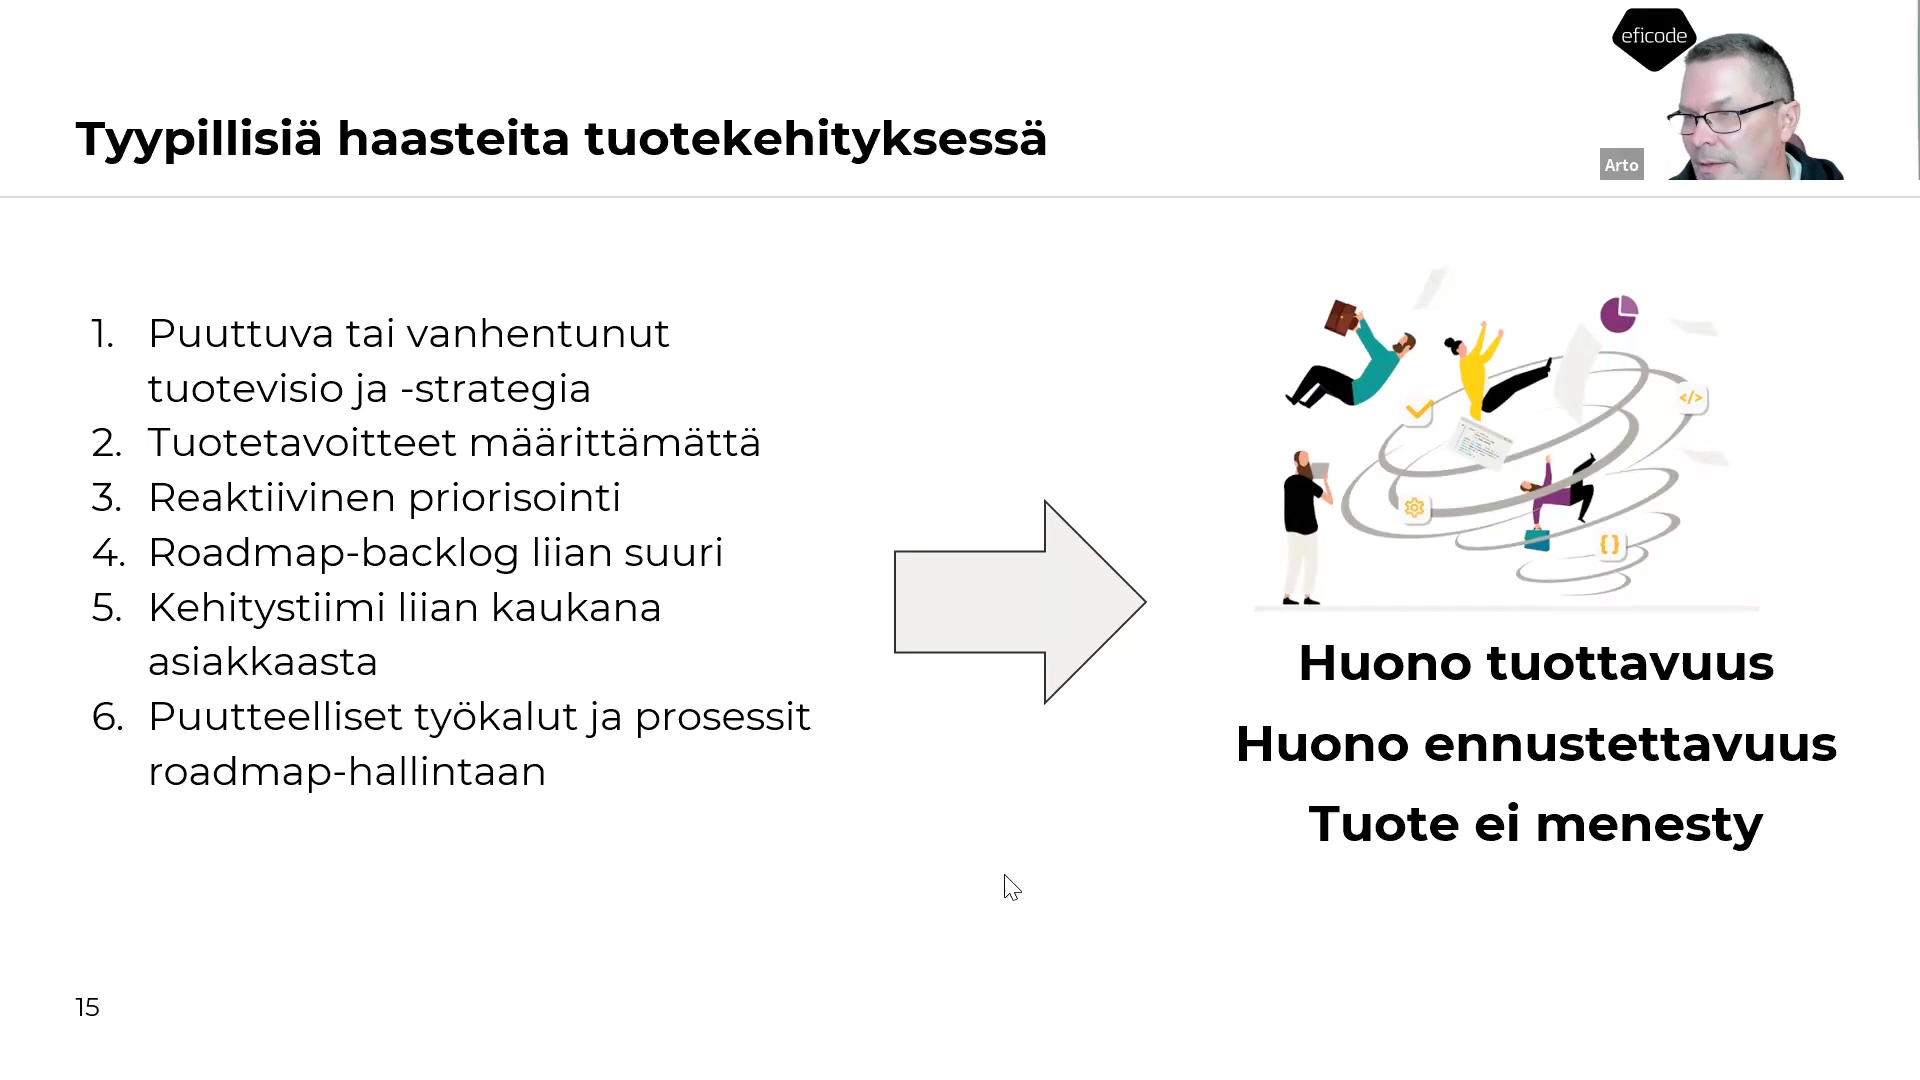 eficode
Arto
Tyypillisiä haasteita tuotekehityksessä
1. Puuttuva tai vanhentunut
tuotevisio ja -strategia
2. Tuotetavoitteet määrittämättä
3. Reaktiivinen priorisointi
4. Roadmap-backlog liian suuri
5. Kehitystiimi liian kaukana
asiakkaasta
6. Puutteelliset työkalut ja prosessit
roadmap-hallintaan
</>
{}
Huono tuottavuus
Huono ennustettavuus
Tuote ei menesty
15